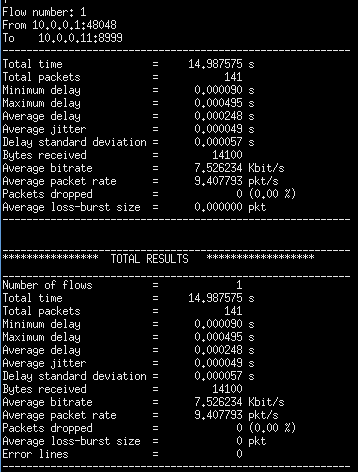 Flow number: 1
From 10.0.0.1:48048
To    10.0.0.11:8999
----------------------------------------------------------
Total time               =     14.987575 s
Total packets            =           141
Minimum delay            =      0.000090 s
Maximum delay            =      0.000495 s
Average delay            =      0.000248 s
Average jitter           =      0.000049 s
Delay standard deviation =      0.000057 s
Bytes received           =         14100
Average bitrate          =      7.526234 Kbit/s
Average packet rate      =      9.407793 pkt/s
Packets dropped          =             0 (0.00 %)
Average loss-burst size  =      0.000000 pkt
----------------------------------------------------------
----------------------------------------------------------
****************  TOTAL RESULTS   ******************
----------------------------------------------------------
Number of flows          =             1
Total time               =     14.987575 s
Total packets            =           141
Minimum delay            =      0.000090 s
Maximum delay            =      0.000495 s
Average delay            =      0.000248 s
Average jitter           =      0.000049 s
Delay standard deviation =      0.000057 s
Bytes received           =         14100
Average bitrate          =      7.526234 Kbit/s
Average packet rate      =      9.407793 pkt/s
Packets dropped          =             0 (0.00 %)
Average loss-burst size  =             0 pkt
Error lines              =             0
----------------------------------------------------------